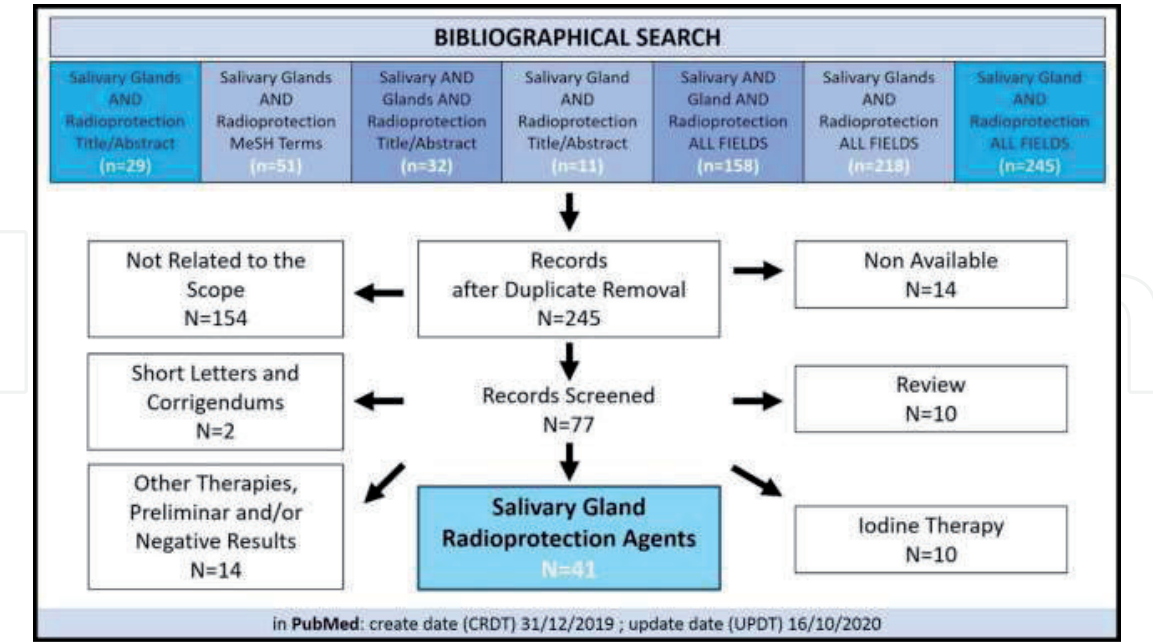 BIBLIOGRAPHICAL SEARCH
Salivary Glands
AND
Radioprotection
Title/Abstract
(n=29)
Salivary Glands
AND
Radioprotection
MeSH Terms
(n=51)
Salivary AND
Glands AND
Radioprotection
Title/Abstract
(n=32)
Salivary Gland
AND
Radioprotection
Title/Abstract
(n=11)
Salivary AND
Gland AND
Radioprotection
ALL FIELDS
(n=158)
Salivary Glands
AND
Radioprotection
ALL FIELDS
(n=218)
Salivary Gland
AND
Radioprotection
ALL FIELDS
(n=245)
Not Related to the
Scope
N=154
Records
after Duplicate Removal
N=245
Non Available
N=14
Short Letters and
Corrigendums
N=2
Records Screened
N=77
Review
N=10
Other Therapies,
Preliminar and/or
Negative Results
N=14
Salivary Gland
Radioprotection Agents
N=41
Iodine Therapy
N=10
in PubMed: create date (CRDT) 31/12/2019 ; update date (UPDT) 16/10/2020